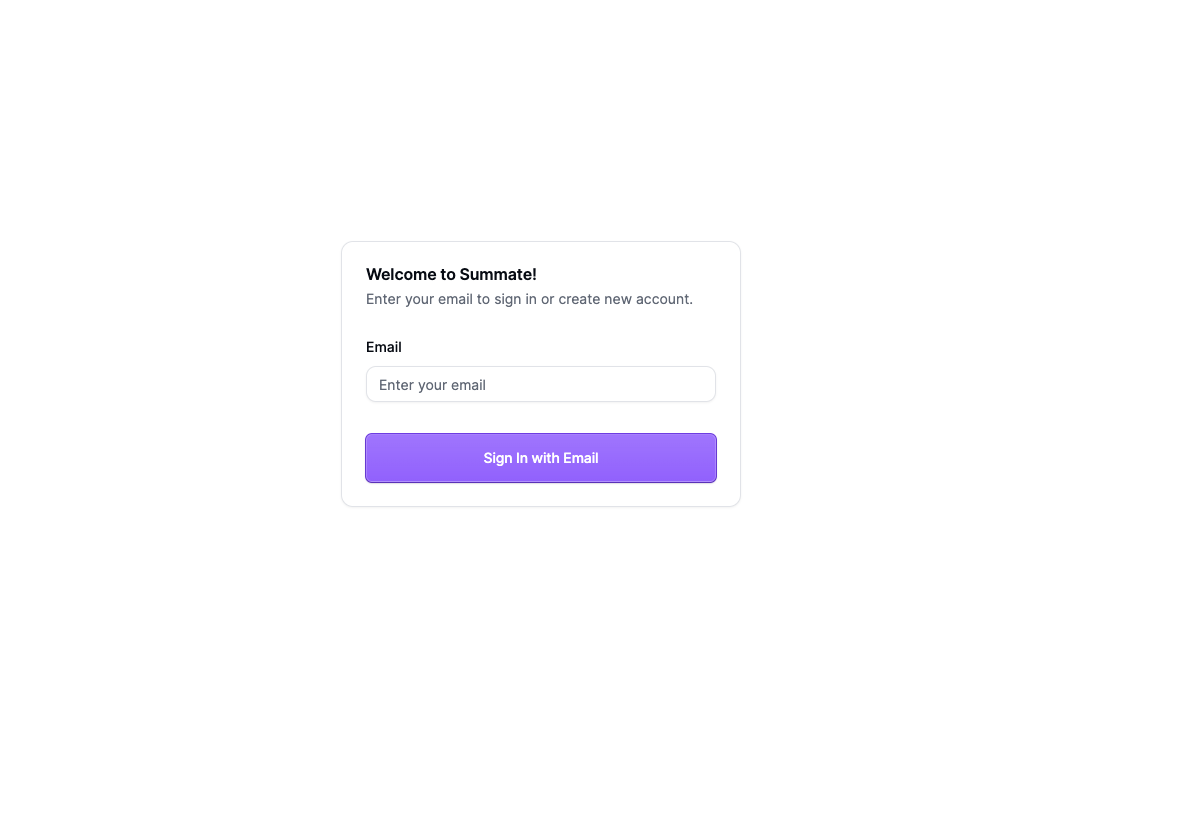 Welcome to Summate!
Enter your email to sign in or create new account.
Email
Enter your email
Sign In with Email